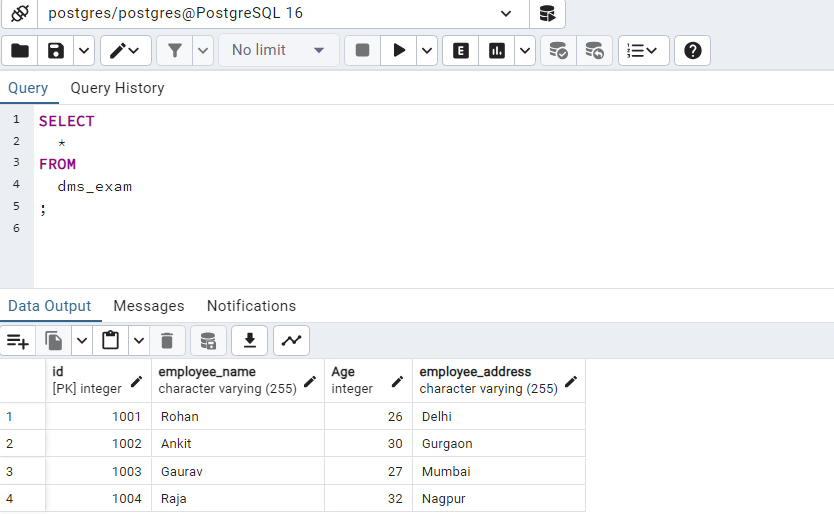 postgres/postgres@PostgreSQL 16
No limit
E
Query Query History
1 SELECT
2 *
3 FROM
4 dms_exam
5 ;
6
Data Output Messages Notifications
id employee_name Age employee_address
[PK] integer character varying (255) integer character varying (255)
1 1001 Rohan 26 Delhi
2 1002 Ankit 30 Gurgaon
3 1003 Gaurav 27 Mumbai
4 1004 Raja 32 Nagpur